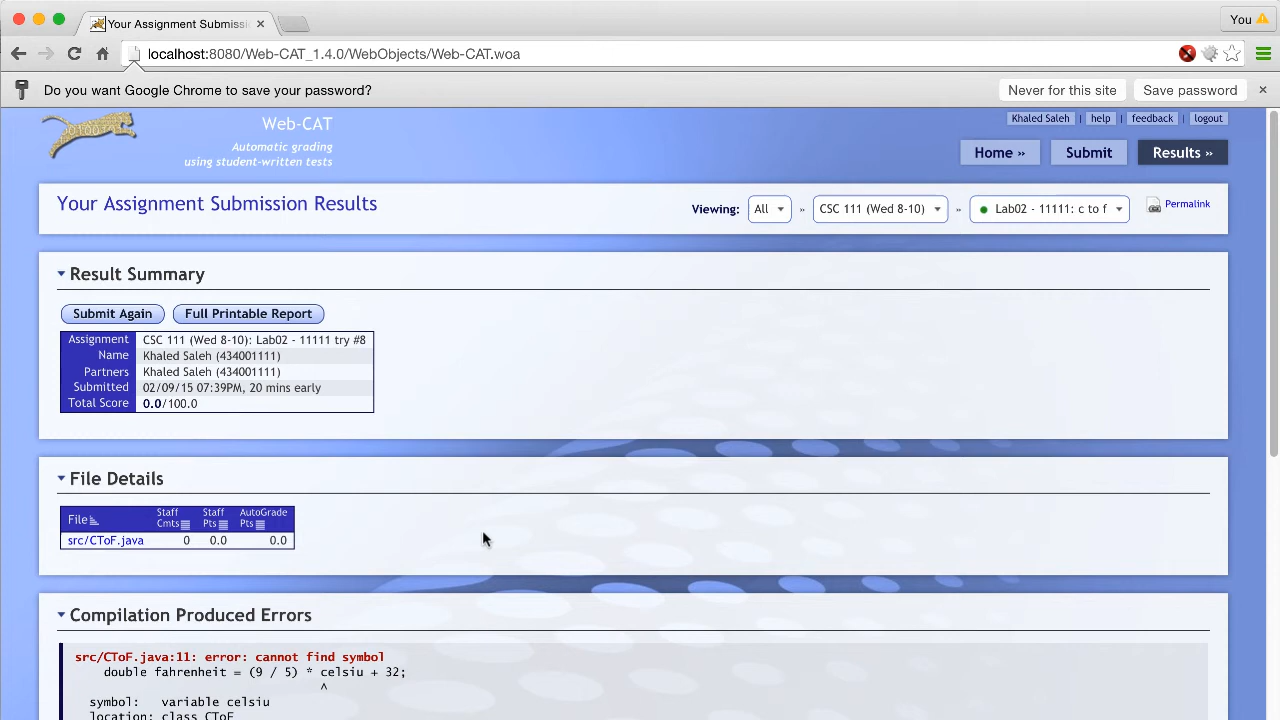 Your Assignment Submissi
You
localhost:8080/Web-CAT_1.4.0/WebObjects/Web-CAT.woa
Do you want Google Chrome to save your password?
Never for this site
Save password
Web-CAT
Automatic grading
using student-written tests
Khaled Saleh | help | feedback | logout
Home »
Submit
Results »
Your Assignment Submission Results
Viewing: All » CSC 111 (Wed 8-10) » Lab02 - 11111: c to f
Permalink
Result Summary
Submit Again
Full Printable Report
Assignment CSC 111 (Wed 8-10): Lab02 - 11111 try #8
Name Khaled Saleh (434001111)
Partners Khaled Saleh (434001111)
Submitted 02/09/15 07:39PM, 20 mins early
Total Score 0.0/100.0
File Details
File Staff Cmts Staff Pts AutoGrade Pts
src/CToF.java 0 0.0 0.0
Compilation Produced Errors
src/CToF.java:11: error: cannot find symbol
double fahrenheit = (9 / 5) * celsiu + 32;
^
symbol: variable celsiu
location: class CToF